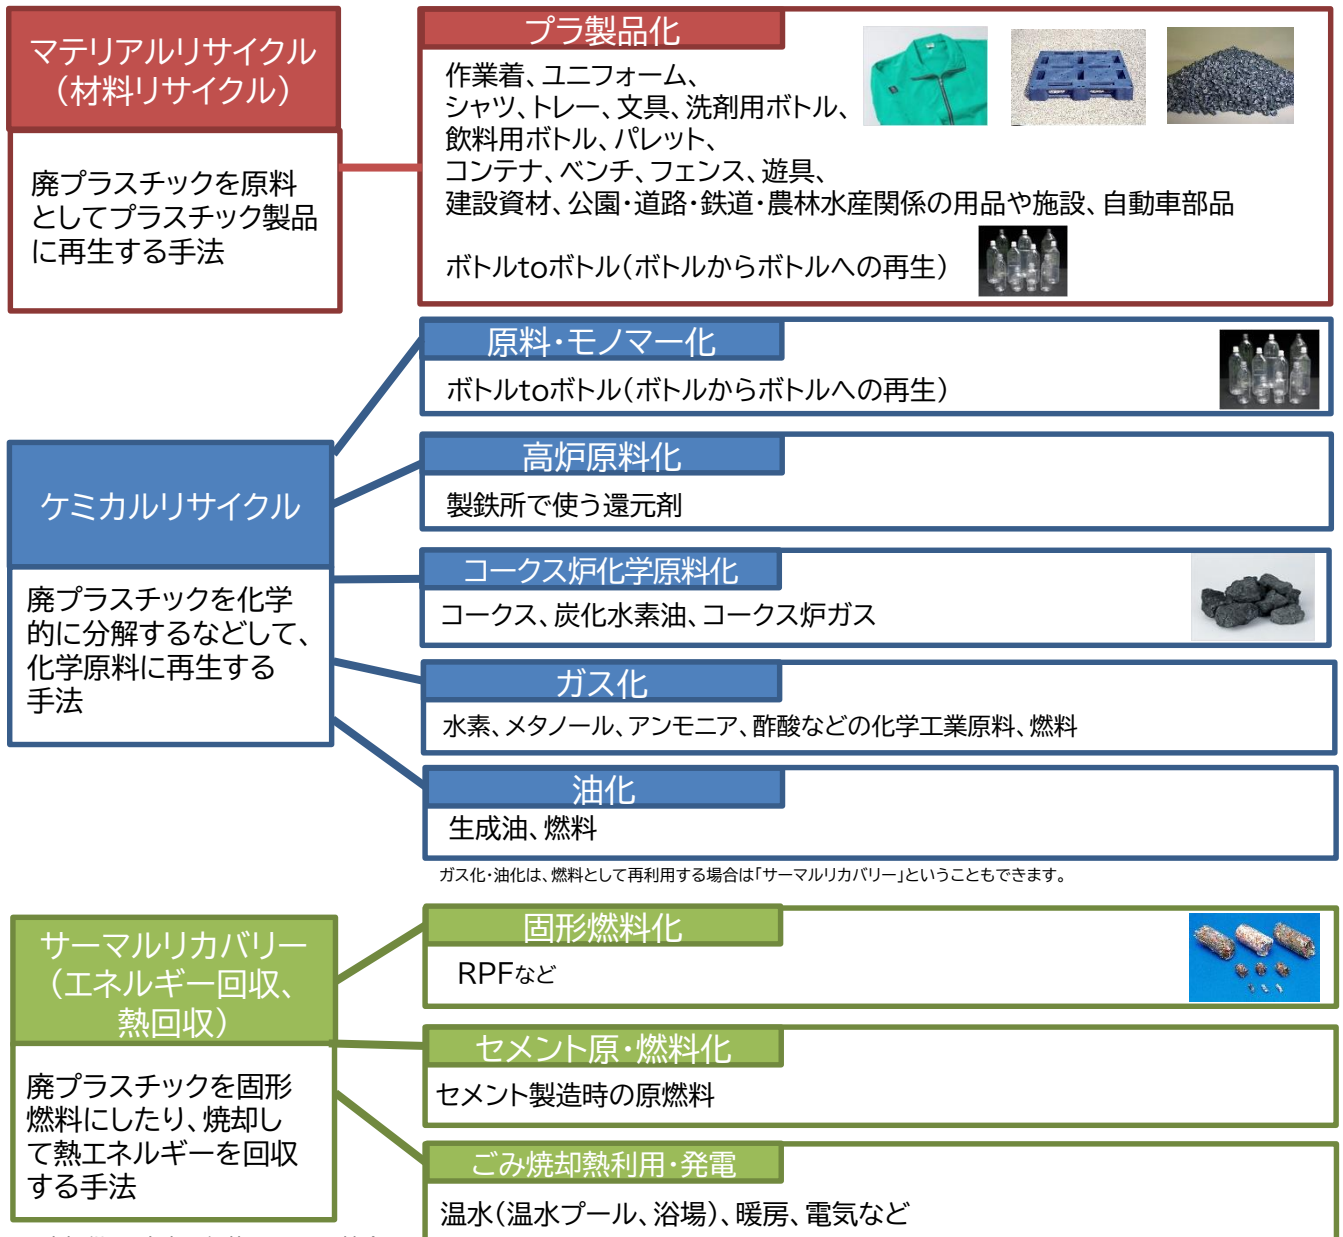 マテリアルリサイクル
（材料リサイクル）
廃プラスチックを原料
としてプラスチック製品
に再生する手法
プラ製品化
作業着、ユニフォーム、
シャツ、トレー、文具、洗剤用ボトル、
飲料用ボトル、パレット、
コンテナ、ベンチ、フェンス、遊具、
建設資材、公園・道路・鉄道・農林水産関係の用品や施設、自動車部品
ボトルtoボトル（ボトルからボトルへの再生）
ケミカルリサイクル
廃プラスチックを化学
的に分解するなどして、
化学原料に再生する
手法
原料・モノマー化
ボトルtoボトル（ボトルからボトルへの再生）
高炉原料化
製鉄所で使う還元剤
コークス炉化学原料化
コークス、炭化水素油、コークス炉ガス
ガス化
水素、メタノール、アンモニア、酢酸などの化学工業原料、燃料
油化
生成油、燃料
ガス化・油化は、燃料として再利用する場合は「サーマルリカバリー」ということもできます。
サーマルリカバリー
（エネルギー回収、
熱回収）
廃プラスチックを固形
燃料にしたり、焼却し
て熱エネルギーを回収
する手法
固形燃料化
RPFなど
セメント原・燃料化
セメント製造時の原燃料
ごみ焼却熱利用・発電
温水（温水プール、浴場）、暖房、電気など